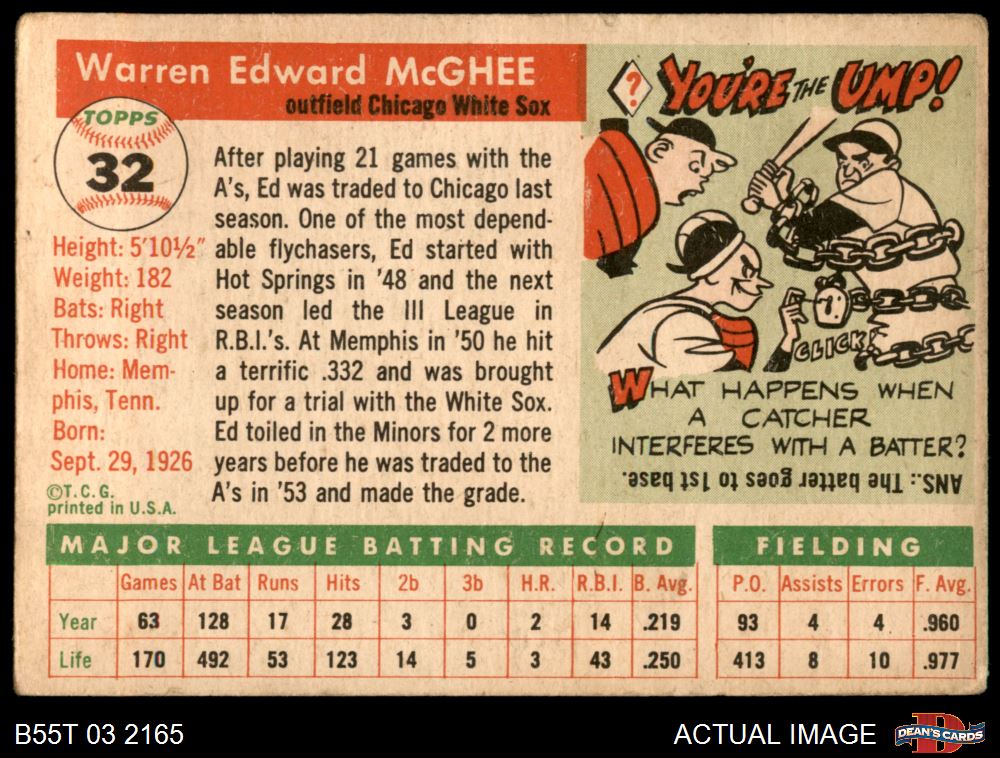 Warren Edward McGHEE
outfield Chicago White Sox
TOPPS
32
Height: 5'10½"
Weight: 182
Bats: Right
Throws: Right
Home: Mem-
phis, Tenn.
Born:
Sept. 29, 1926
©T.C.G.
printed in U.S.A.
After playing 21 games with the
A's, Ed was traded to Chicago last
season. One of the most depend-
able flychasers, Ed started with
Hot Springs in '48 and the next
season led the III League in
R.B.I.'s. At Memphis in '50 he hit
a terrific .332 and was brought
up for a trial with the White Sox.
Ed toiled in the Minors for 2 more
years before he was traded to the
A's in '53 and made the grade.
? YOU'RE THE UMP!
CLICK!
WHAT HAPPENS WHEN
A CATCHER
INTERFERES WITH A BATTER?
ANS.: The batter goes to 1st base.
MAJOR LEAGUE BATTING RECORD FIELDING
Games At Bat Runs Hits 2b 3b H.R. R.B.I. B. Avg. P.O. Assists Errors F. Avg.
Year 63 128 17 28 3 0 2 14 .219 93 4 4 .960
Life 170 492 53 123 14 5 3 43 .250 413 8 10 .977
B55T 03 2165
ACTUAL IMAGE
D
DEAN'S CARDS